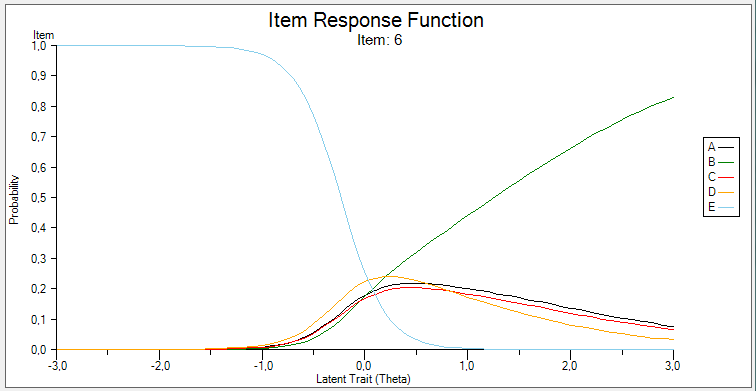 Item Response Function
Item: 6
Item
1,0
0,9
0,8
0,7
0,6
0,5
0,4
0,3
0,2
0,1
0,0
Probability
-3,0 -2,0 -1,0 0,0 1,0 2,0 3,0
Latent Trait (Theta)
A
B
C
D
E